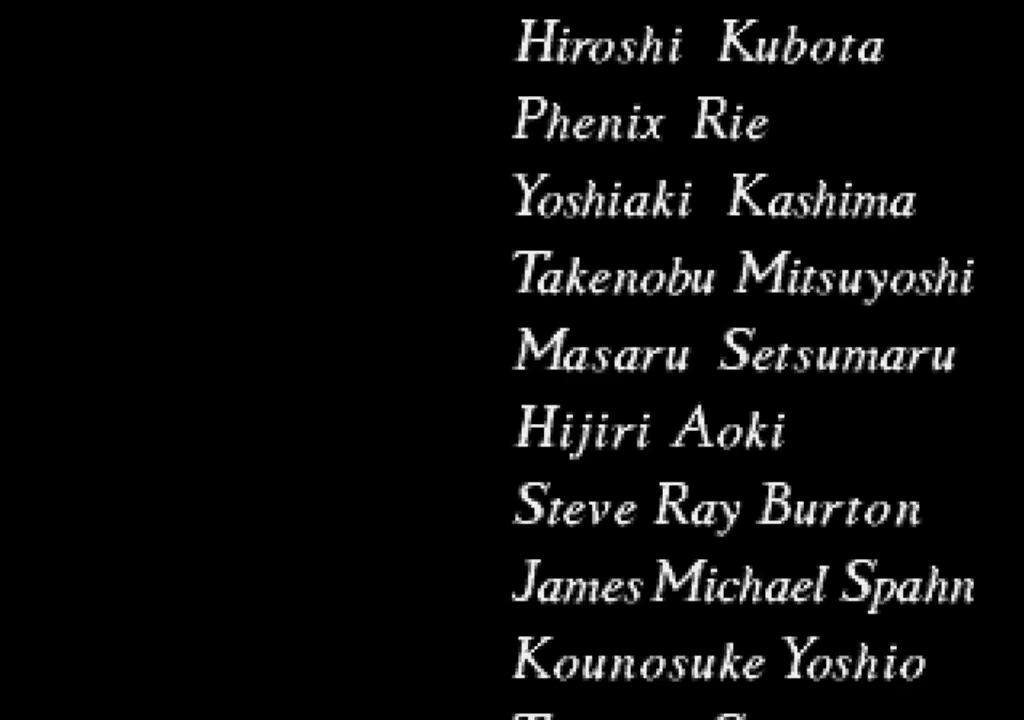 Hiroshi Kubota
Phenix Rie
Yoshiaki Kashima
Takenobu Mitsuyoshi
Masaru Setsumaru
Hijiri Aoki
Steve Ray Burton
James Michael Spahn
Kounosuke Yoshio